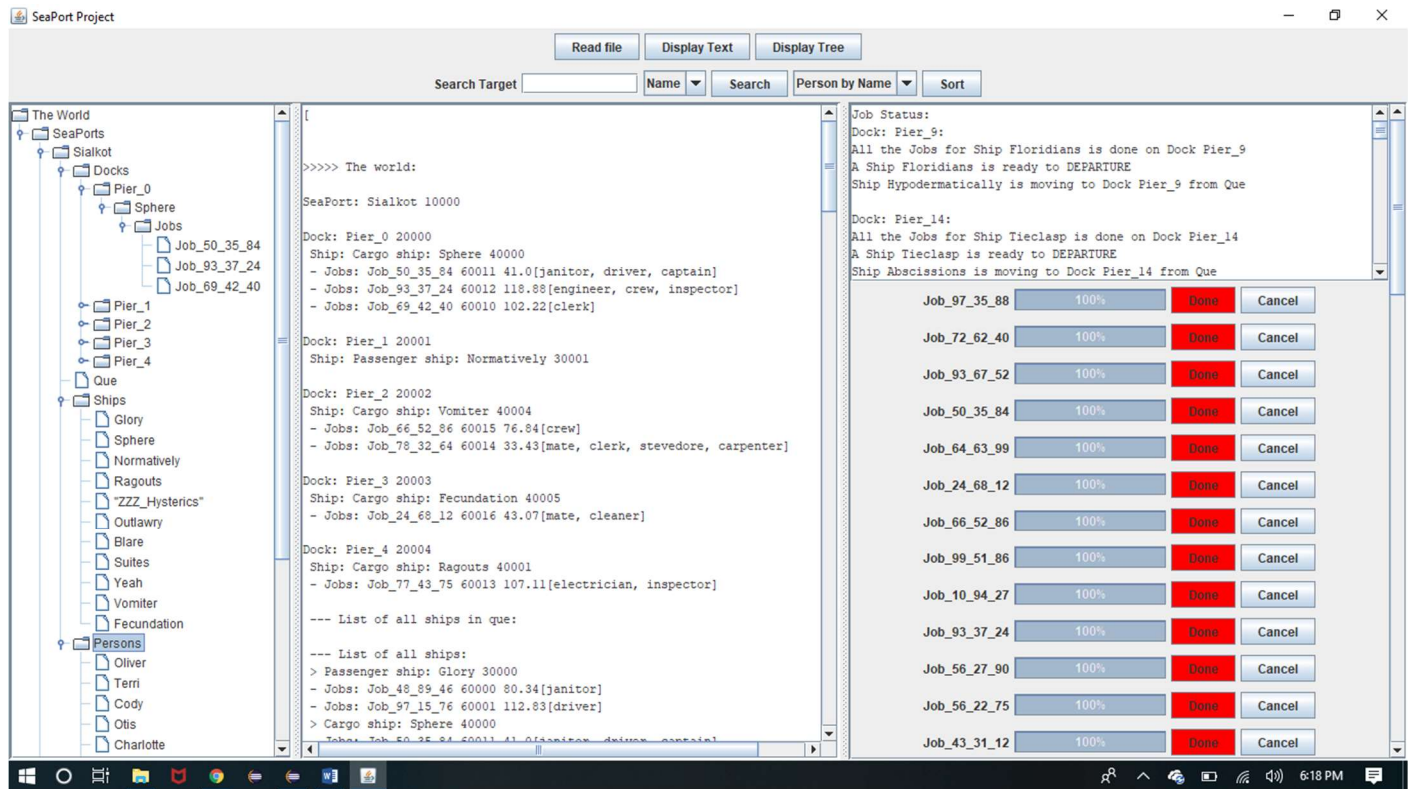 SeaPort Project
Read file Display Text Display Tree
Search Target Name Search Person by Name Sort
The World
SeaPorts
Sialkot
Docks
Pier_0
Sphere
Jobs
Job_50_35_84
Job_93_37_24
Job_69_42_40
Pier_1
Pier_2
Pier_3
Pier_4
Que
Ships
Glory
Sphere
Normatively
Ragouts
"ZZZ_Hysterics"
Outlawry
Blare
Suites
Yeah
Vomiter
Fecundation
Persons
Oliver
Terri
Cody
Otis
Charlotte
[
>>>>> The world:
SeaPort: Sialkot 10000
Dock: Pier_0 20000
Ship: Cargo ship: Sphere 40000
- Jobs: Job_50_35_84 60011 41.0[janitor, driver, captain]
- Jobs: Job_93_37_24 60012 118.88[engineer, crew, inspector]
- Jobs: Job_69_42_40 60010 102.22[clerk]
Dock: Pier_1 20001
Ship: Passenger ship: Normatively 30001
Dock: Pier_2 20002
Ship: Cargo ship: Vomiter 40004
- Jobs: Job_66_52_86 60015 76.84[crew]
- Jobs: Job_78_32_64 60014 33.43[mate, clerk, stevedore, carpenter]
Dock: Pier_3 20003
Ship: Cargo ship: Fecundation 40005
- Jobs: Job_24_68_12 60016 43.07[mate, cleaner]
Dock: Pier_4 20004
Ship: Cargo ship: Ragouts 40001
- Jobs: Job_77_43_75 60013 107.11[electrician, inspector]
--- List of all ships in que:
--- List of all ships:
> Passenger ship: Glory 30000
- Jobs: Job_48_89_46 60000 80.34[janitor]
- Jobs: Job_97_15_76 60001 112.83[driver]
> Cargo ship: Sphere 40000
- Jobs: Job_50_35_84 60011 41.0[janitor, driver, captain]
Job Status:
Dock: Pier_9:
All the Jobs for Ship Floridians is done on Dock Pier_9
A Ship Floridians is ready to DEPARTURE
Ship Hypodermatically is moving to Dock Pier_9 from Que
Dock: Pier_14:
All the Jobs for Ship Tieclasp is done on Dock Pier_14
A Ship Tieclasp is ready to DEPARTURE
Ship Abscissions is moving to Dock Pier_14 from Que
Job_97_35_88 100% Done Cancel
Job_72_62_40 100% Done Cancel
Job_93_67_52 100% Done Cancel
Job_50_35_84 100% Done Cancel
Job_64_63_99 100% Done Cancel
Job_24_68_12 100% Done Cancel
Job_66_52_86 100% Done Cancel
Job_99_51_86 100% Done Cancel
Job_10_94_27 100% Done Cancel
Job_93_37_24 100% Done Cancel
Job_56_27_90 100% Done Cancel
Job_56_22_75 100% Done Cancel
Job_43_31_12 100% Done Cancel
6:18 PM